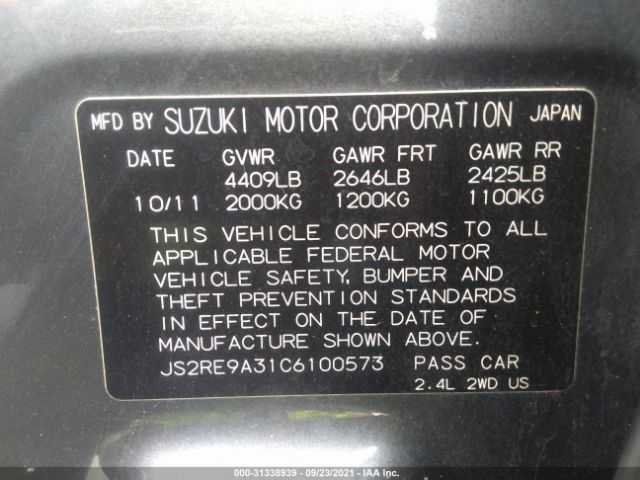 MFD BY SUZUKI MOTOR CORPORATION JAPAN
DATE GVWR GAWR FRT GAWR RR
4409LB 2646LB 2425LB
10/11 2000KG 1200KG 1100KG
THIS VEHICLE CONFORMS TO ALL
APPLICABLE FEDERAL MOTOR
VEHICLE SAFETY, BUMPER AND
THEFT PREVENTION STANDARDS
IN EFFECT ON THE DATE OF
MANUFACTURE SHOWN ABOVE.
JS2RE9A31C6100573 PASS CAR
2.4L 2WD US
000-31338939 - 09/23/2021 - IAA Inc.